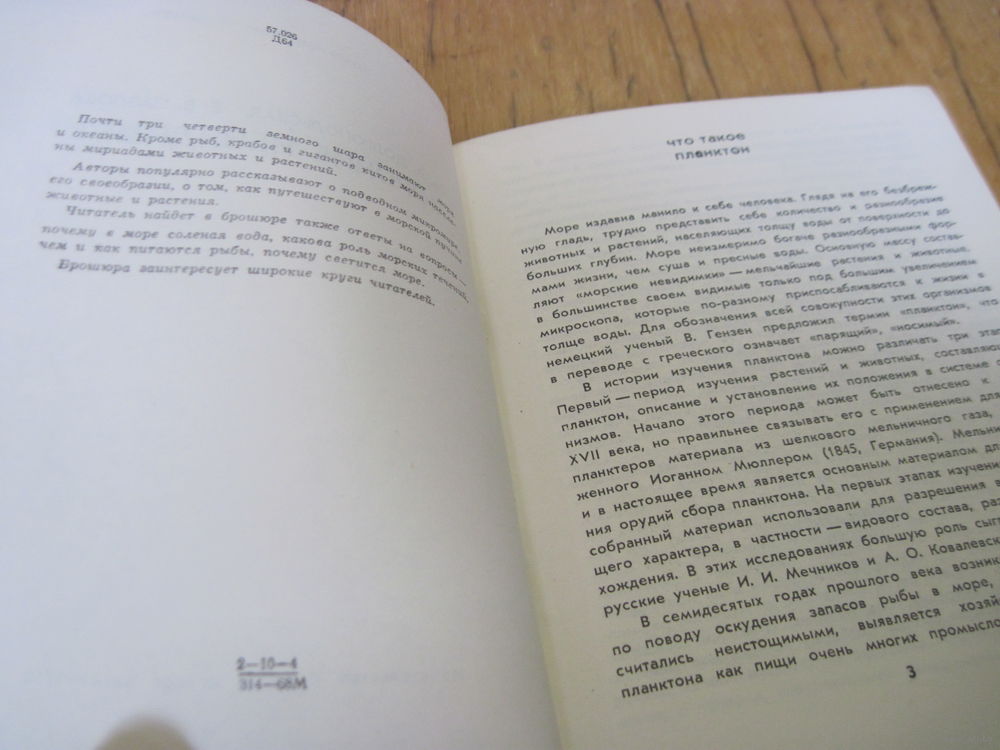 57.026
Д64
Почти три четверти земного шара занимают моря
и океаны. Кроме рыб, крабов и гигантов китов моря населе-
ны мириадами животных и растений.
Авторы популярно рассказывают о подводном микромире,
его своеобразии, о том, как путешествуют в морской пучине
животные и растения.
Читатель найдет в брошюре также ответы на вопросы —
почему в море соленая вода, какова роль морских течений,
чем и как питаются рыбы, почему светится море.
Брошюра заинтересует широкие круги читателей.
2—10—4
314—68М
что такое
планктон
Море издавна манило к себе человека. Глядя на его безбреж-
ную гладь, трудно представить себе количество и разнообразие
животных и растений, населяющих толщу воды от поверхности до
больших глубин. Море неизмеримо богаче разнообразными фор-
мами жизни, чем суша и пресные воды. Основную массу состав-
ляют «морские невидимки» — мельчайшие растения и животные,
в большинстве своем видимые только под большим увеличением
микроскопа, которые по-разному приспосабливаются к жизни в
толще воды. Для обозначения всей совокупности этих организмов
немецкий ученый В. Гензен предложил термин «планктон», что
в переводе с греческого означает «парящий», «носимый».
В истории изучения планктона можно различать три этап
Первый — период изучения растений и животных, составляющ
планктон, описание и установление их положения в системе о
низмов. Начало этого периода может быть отнесено к
XVII века, но правильнее связывать его с применением для
планктеров материала из шелкового мельничного газа,
женного Иоганном Мюллером (1845, Германия). Мельни
и в настоящее время является основным материалом дл
ния орудий сбора планктона. На первых этапах изучени
собранный материал использовали для разрешения в
щего характера, в частности — видового состава, раз
хождения. В этих исследованиях большую роль сыг
русские ученые И. И. Мечников и А. О. Ковалевск
В семидесятых годах прошлого века возник
по поводу оскудения запасов рыбы в море,
считались неистощимыми, выявляется хозяй
планктона как пищи очень многих промысло
3